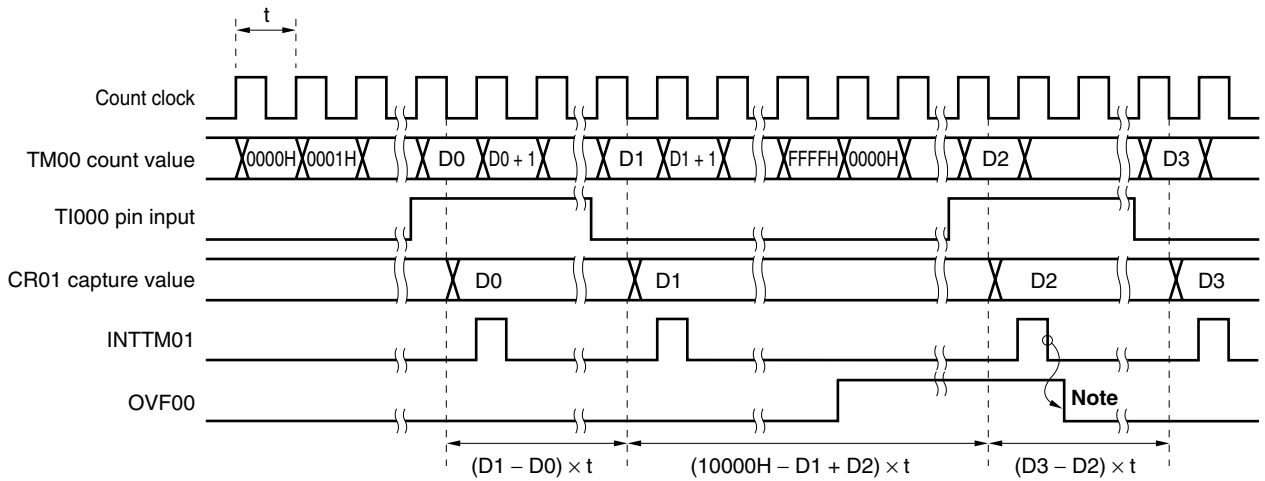 t
Count clock
TM00 count value 0000H 0001H D0 D0 + 1 D1 D1 + 1 FFFFH 0000H D2 D3
TI000 pin input
CR01 capture value D0 D1 D2 D3
INTTM01
OVF00 Note
(D1 − D0) × t (10000H − D1 + D2) × t (D3 − D2) × t